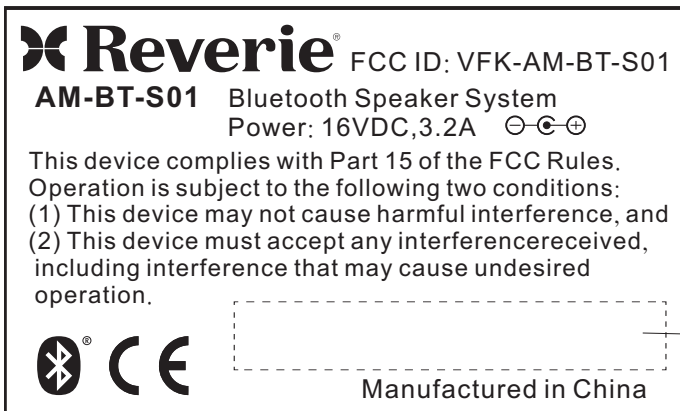 Reverie® FCC ID: VFK-AM-BT-S01
AM-BT-S01 Bluetooth Speaker System
Power: 16VDC,3.2A
This device complies with Part 15 of the FCC Rules.
Operation is subject to the following two conditions:
(1) This device may not cause harmful interference, and
(2) This device must accept any interferencereceived,
including interference that may cause undesired
operation.
® CE
Manufactured in China